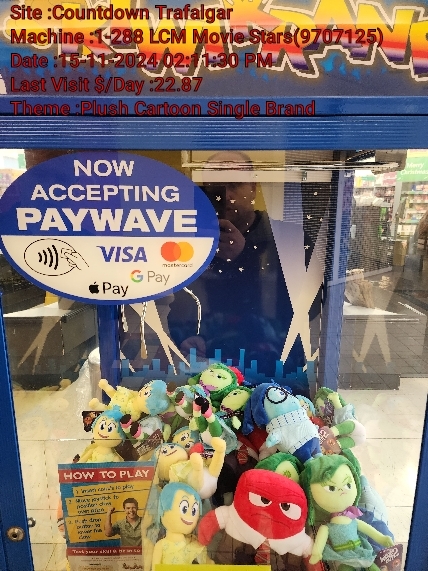 Site :Countdown Trafalgar
Machine :1-288 LCM Movie Stars(9707125)
Date :15-11-2024 02:11:30 PM
Last Visit $/Day :22.87
Theme :Plush Cartoon Single Brand
NOW
ACCEPTING
PAYWAVE
VISA
mastercard
G Pay
Pay
HOW TO PLAY